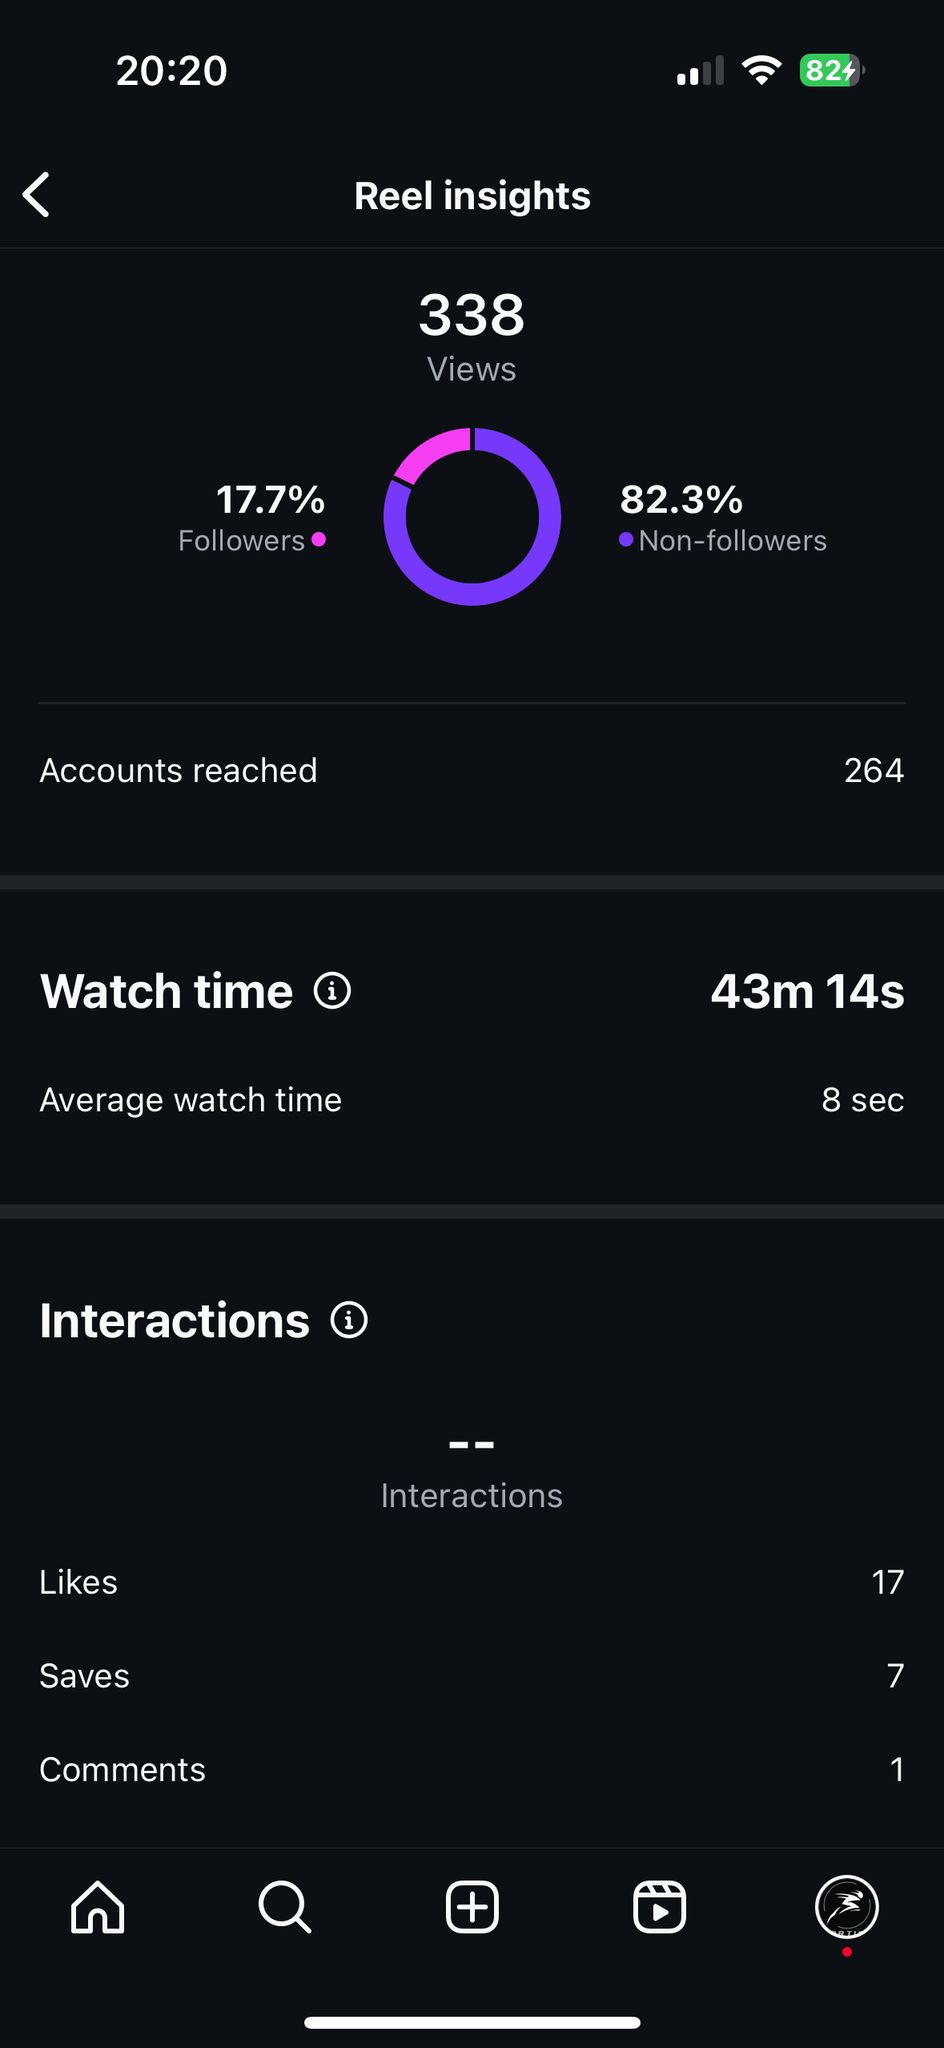 20:20
82
Reel insights
338
Views
17.7%
Followers
82.3%
Non-followers
Accounts reached 264
Watch time 43m 14s
Average watch time 8 sec
Interactions
--
Interactions
Likes 17
Saves 7
Comments 1